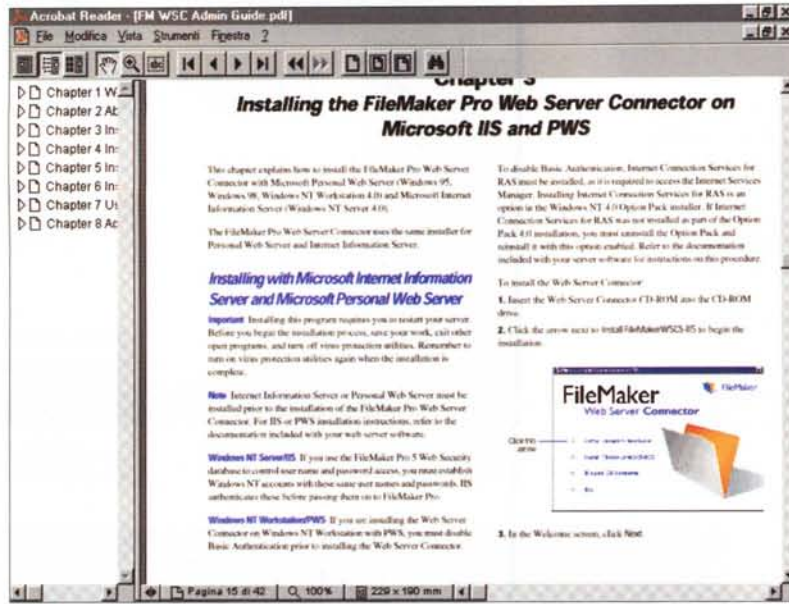 Acrobat Reader - [FM WSC Admin Guide.pdf]
File Modifica Vista Strumenti Finestra ?
Chapter 1 W
Chapter 2 Ab
Chapter 3 In
Chapter 4 In
Chapter 5 In
Chapter 6 In
Chapter 7 Us
Chapter 8 Ac
Chapter 3
Installing the FileMaker Pro Web Server Connector on
Microsoft IIS and PWS
This chapter explains how to install the FileMaker Pro Web Server
Connector with Microsoft Personal Web Server (Windows 95,
Windows 98, Windows NT Workstation 4.0) and Microsoft Internet
Information Server (Windows NT Server 4.0).
The FileMaker Pro Web Server Connector uses the same installer for
Personal Web Server and Internet Information Server.
Installing with Microsoft Internet Information
Server and Microsoft Personal Web Server
Important Installing this program requires you to restart your server.
Before you begin the installation process, save your work, exit other
open programs, and turn off virus protection utilities. Remember to
turn on virus protection utilities again when the installation is
complete.
Note Internet Information Server or Personal Web Server must be
installed prior to the installation of the FileMaker Pro Web Server
Connector. For IIS or PWS installation instructions, refer to the
documentation included with your web server software.
Windows NT Server/IIS If you use the FileMaker Pro 5 Web Security
database to control user name and password access, you must establish
Windows NT accounts with these same user names and passwords. IIS
authenticates these before passing them on to FileMaker Pro.
Windows NT Workstation/PWS If you are installing the Web Server
Connector on Windows NT Workstation with PWS, you must disable
Basic Authentication prior to installing the Web Server Connector.
To disable Basic Authentication, Internet Connection Services for
RAS must be installed, as it is required to access the Internet Services
Manager. Installing Internet Connection Services for RAS is an
option in the Windows NT 4.0 Option Pack installer. If Internet
Connection Services for RAS was not installed as part of the Option
Pack 4.0 installation, you must uninstall the Option Pack and
reinstall it with this option enabled. Refer to the documentation
included with your server software for instructions on this procedure.
To install the Web Server Connector:
1. Insert the Web Server Connector CD-ROM into the CD-ROM
drive.
2. Click the arrow next to Install FileMakerWSC5-IIS to begin the
installation.
FileMaker
FileMaker
Web Server Connector
Click this
arrow
3. In the Welcome screen, click Next.
Pagina 15 di 42
100%
229 x 190 mm